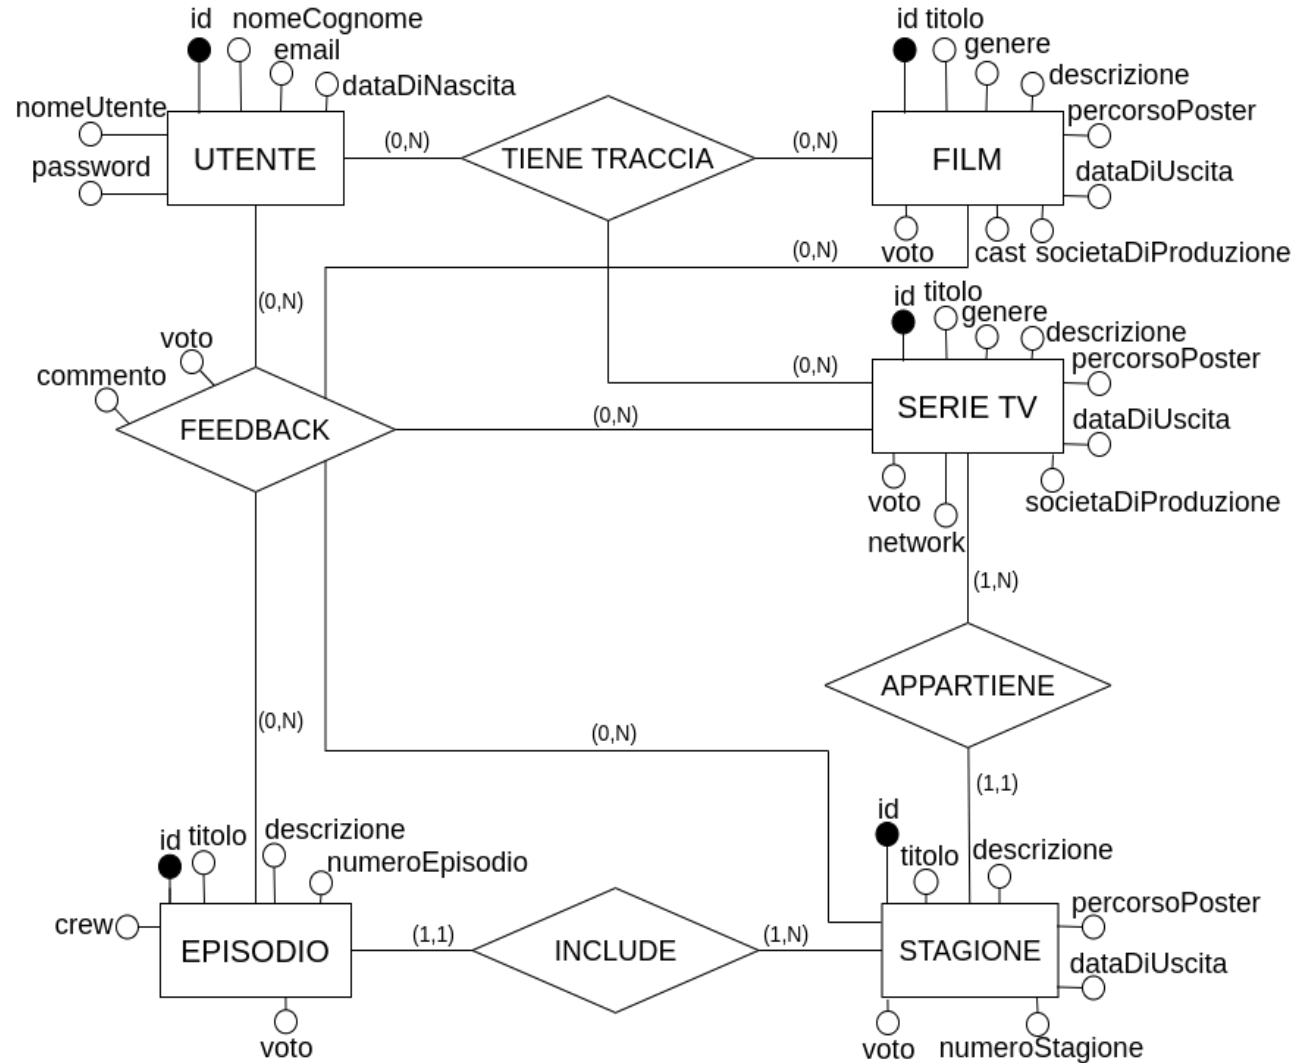 id nomeCognome
email
dataDiNascita
nomeUtente
password
UTENTE
(0,N)
TIENE TRACCIA
(0,N)
id titolo
genere
descrizione
percorsoPoster
FILM
dataDiUscita
voto cast societaDiProduzione
(0,N)
(0,N)
id titolo
genere
descrizione
percorsoPoster
(0,N)
SERIE TV
dataDiUscita
voto
societaDiProduzione
network
voto
commento
FEEDBACK
(0,N)
(1,N)
APPARTIENE
(1,1)
(0,N)
(0,N)
id titolo descrizione
numeroEpisodio
crew
EPISODIO
voto
(1,1)
INCLUDE
(1,N)
id
titolo descrizione
percorsoPoster
STAGIONE
dataDiUscita
voto numeroStagione